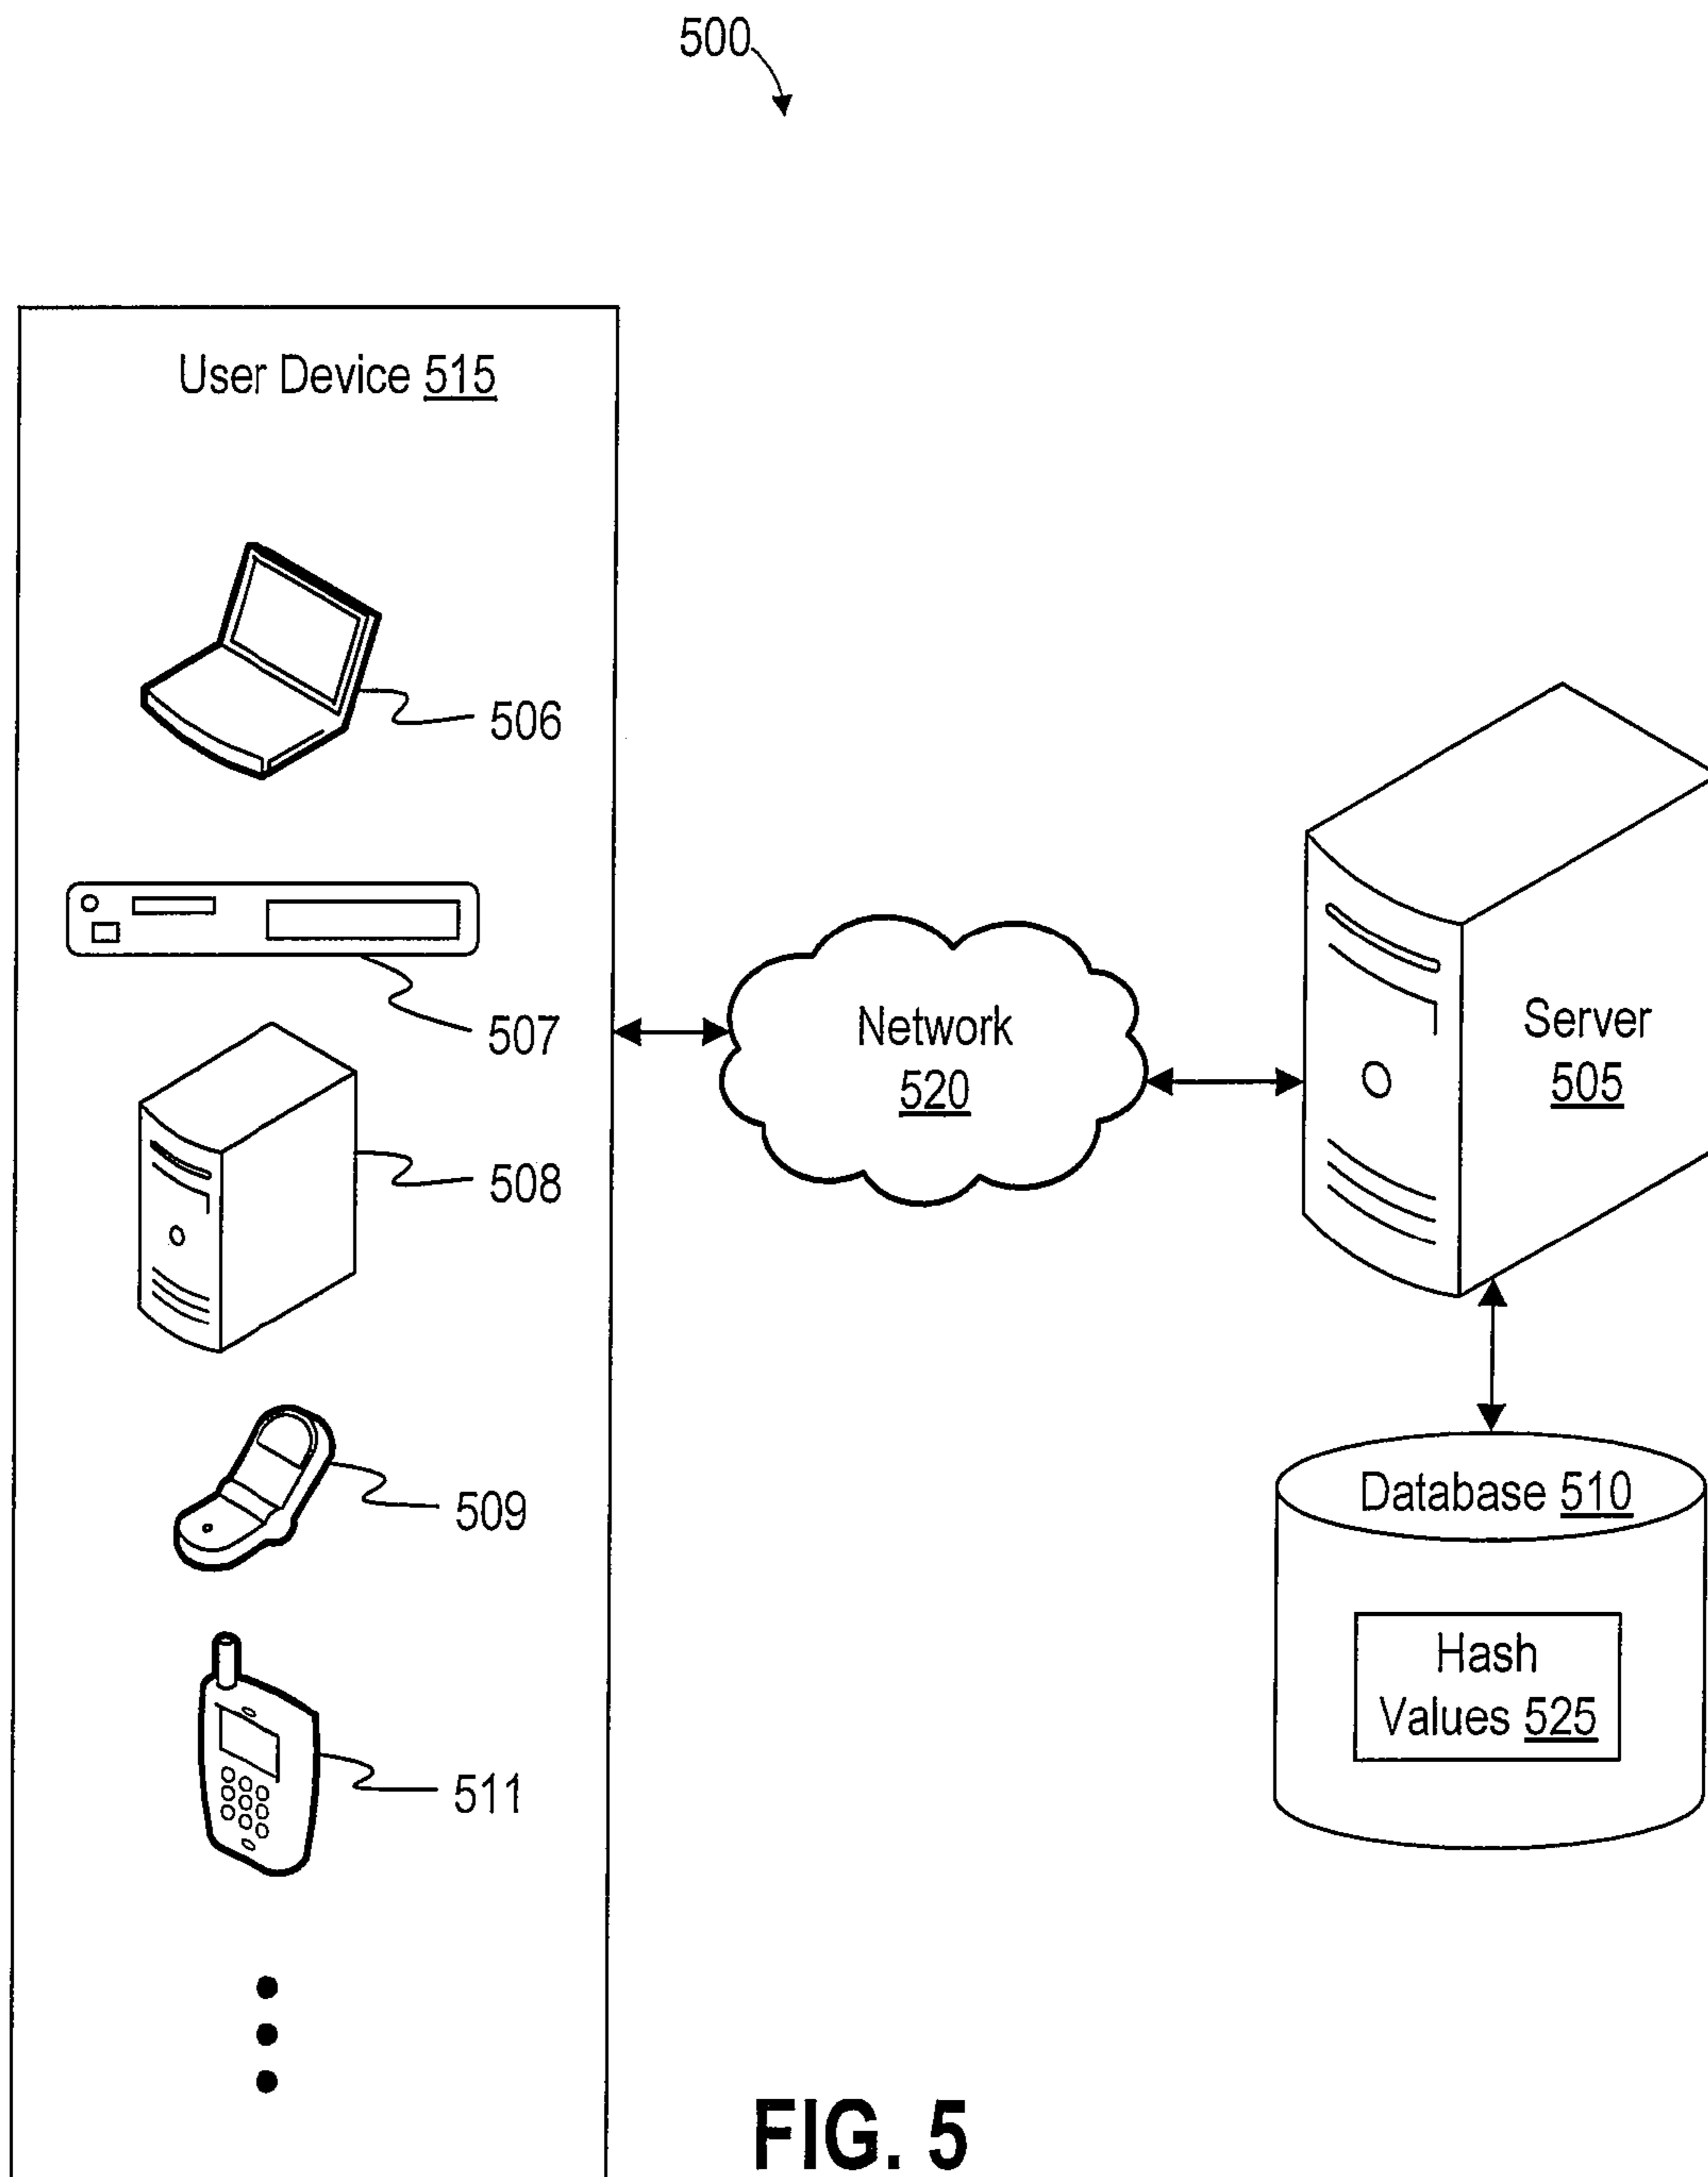 500
User Device 515
506
507
508
509
511
Network
520
Server
505
Database 510
Hash
Values 525
FIG. 5